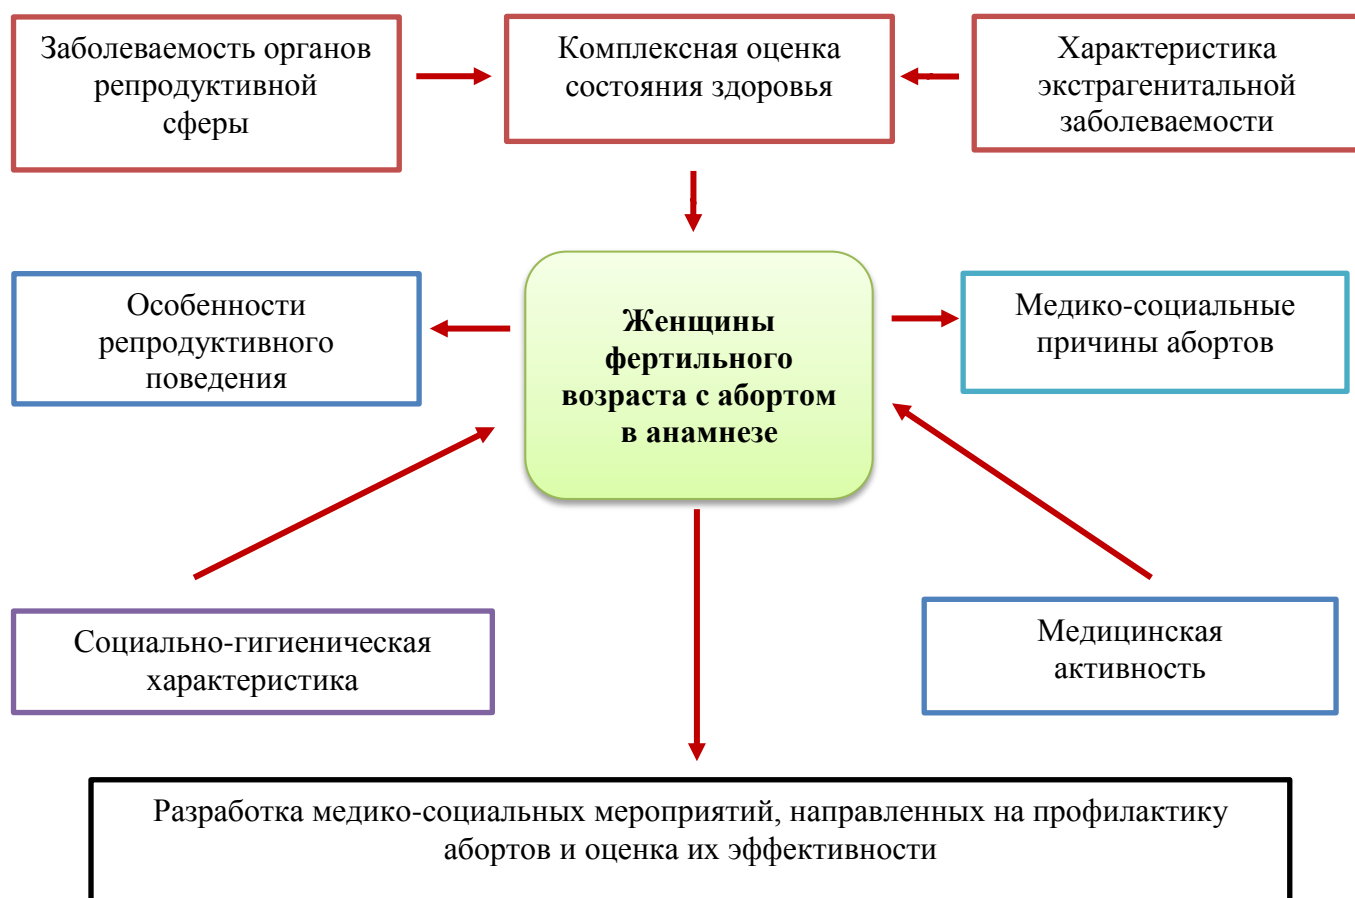 Заболеваемость органов
репродуктивной
сферы
Комплексная оценка
состояния здоровья
Характеристика
экстрагенитальной
заболеваемости
Особенности
репродуктивного
поведения
Женщины
фертильного
возраста с абортом
в анамнезе
Медико-социальные
причины абортов
Социально-гигиеническая
характеристика
Медицинская
активность
Разработка медико-социальных мероприятий, направленных на профилактику
абортов и оценка их эффективности